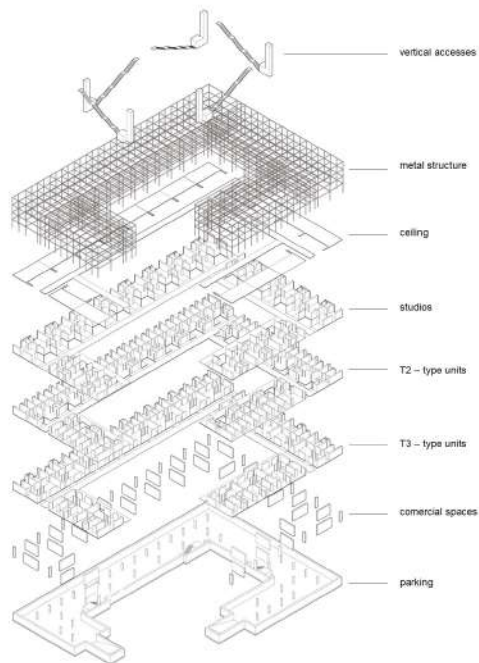 vertical accesses
metal structure
ceiling
studios
T2 – type units
T3 – type units
comercial spaces
parking